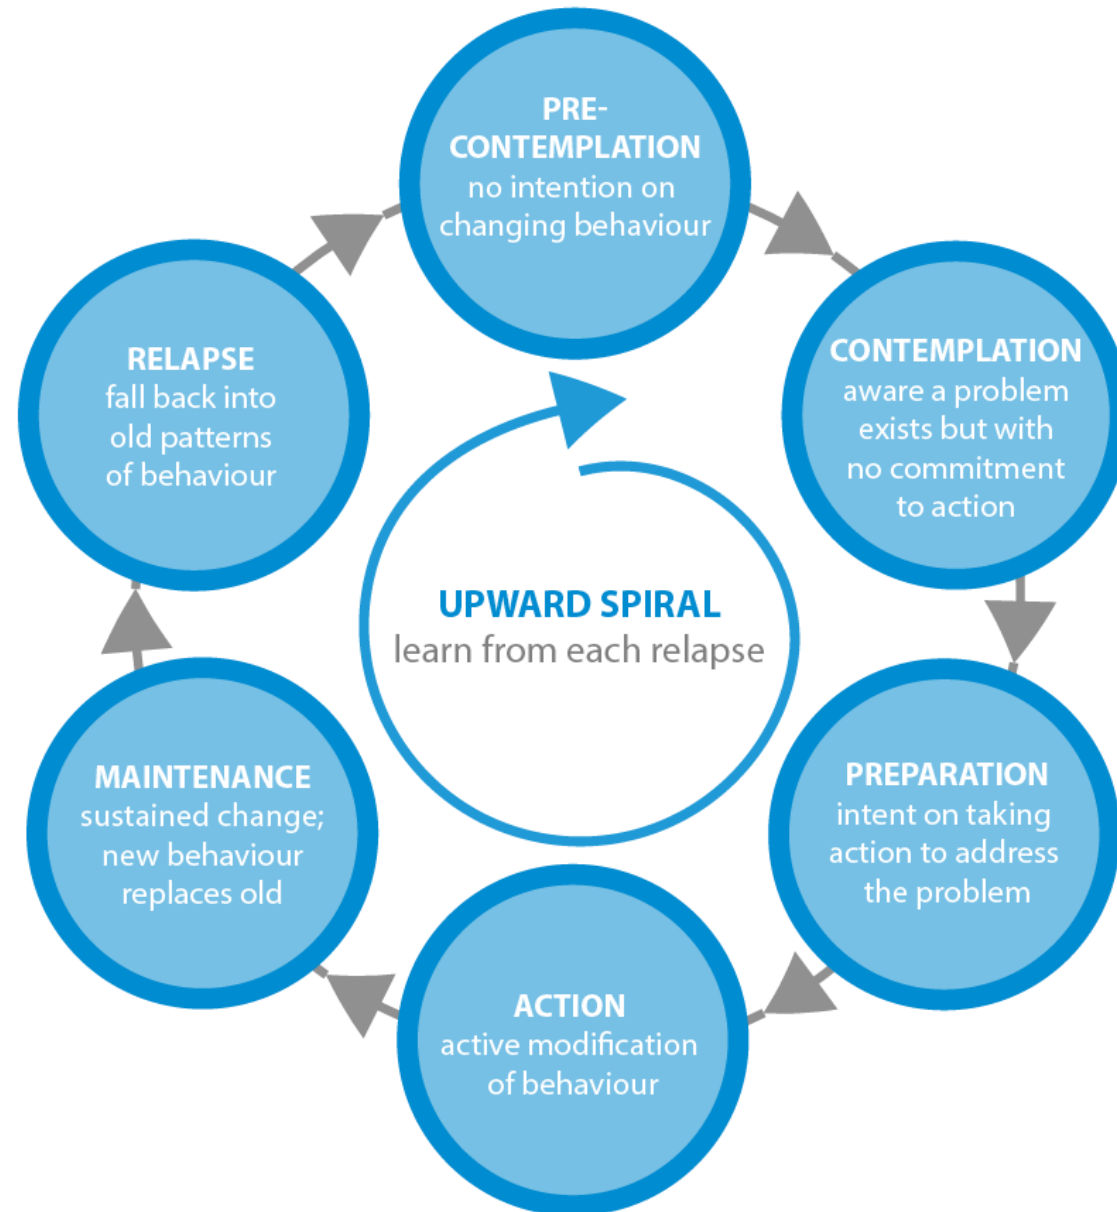 PRE-
CONTEMPLATION
no intention on
changing behaviour
CONTEMPLATION
aware a problem
exists but with
no commitment
to action
PREPARATION
intent on taking
action to address
the problem
ACTION
active modification
of behaviour
MAINTENANCE
sustained change;
new behaviour
replaces old
RELAPSE
fall back into
old patterns
of behaviour
UPWARD SPIRAL
learn from each relapse